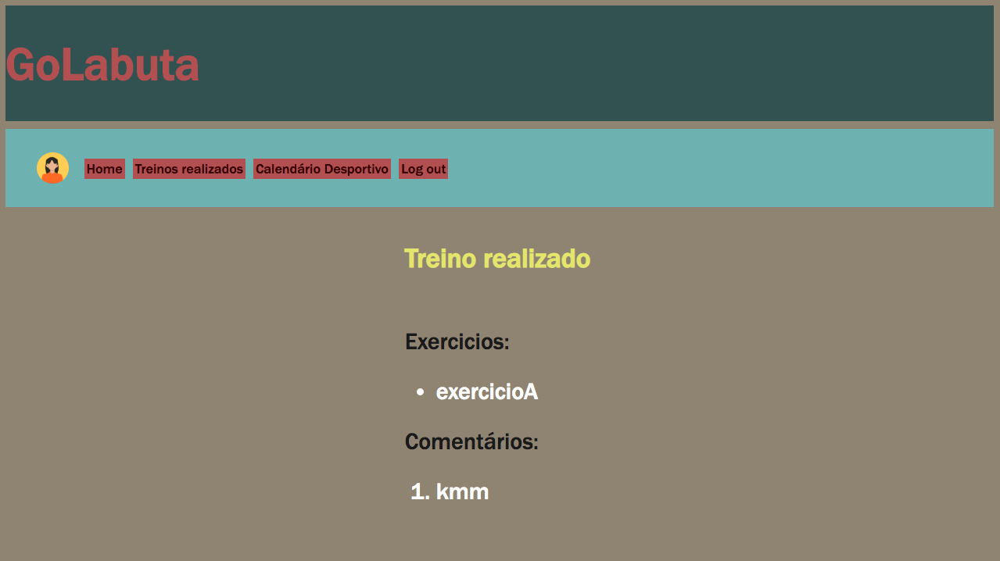 GoLabuta
Home Treinos realizados Calendário Desportivo Log out
Treino realizado
Exercicios:
• exercicioA
Comentários:
1. kmm